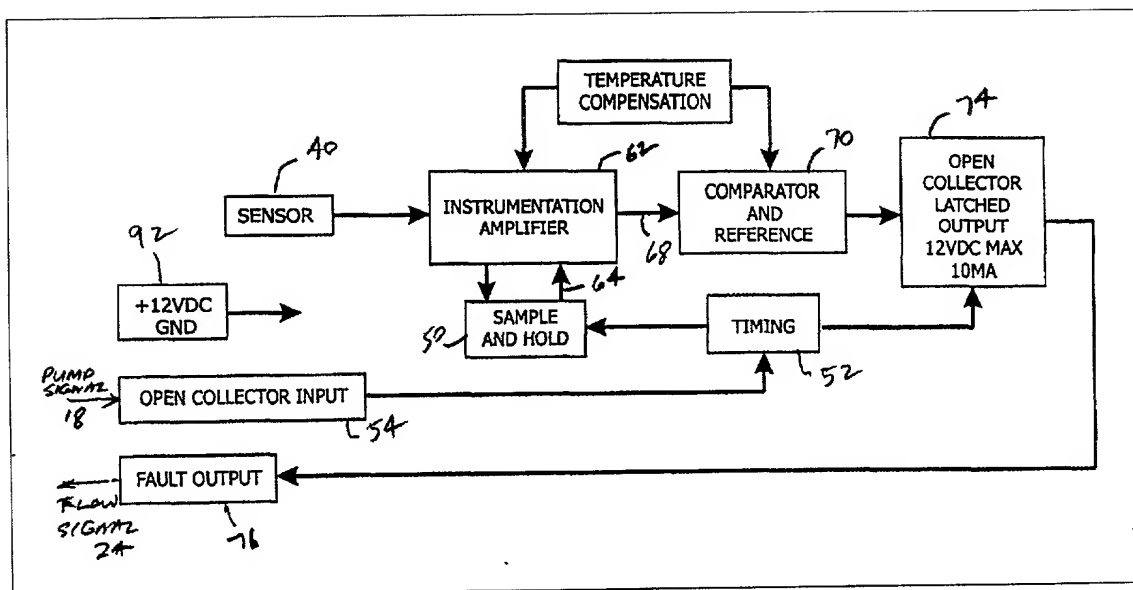 TEMPERATURE
COMPENSATION
74
40
62
70
OPEN
COLLECTOR
LATCHED
OUTPUT
12VDC MAX
10MA
SENSOR
INSTRUMENTATION
AMPLIFIER
COMPARATOR
AND
REFERENCE
68
92
64
+12VDC
GND
SAMPLE
AND HOLD
50
TIMING
52
PUMP
SIGNAL
18
OPEN COLLECTOR INPUT
54
FAULT OUTPUT
FLOW
SIGNAL
24
76